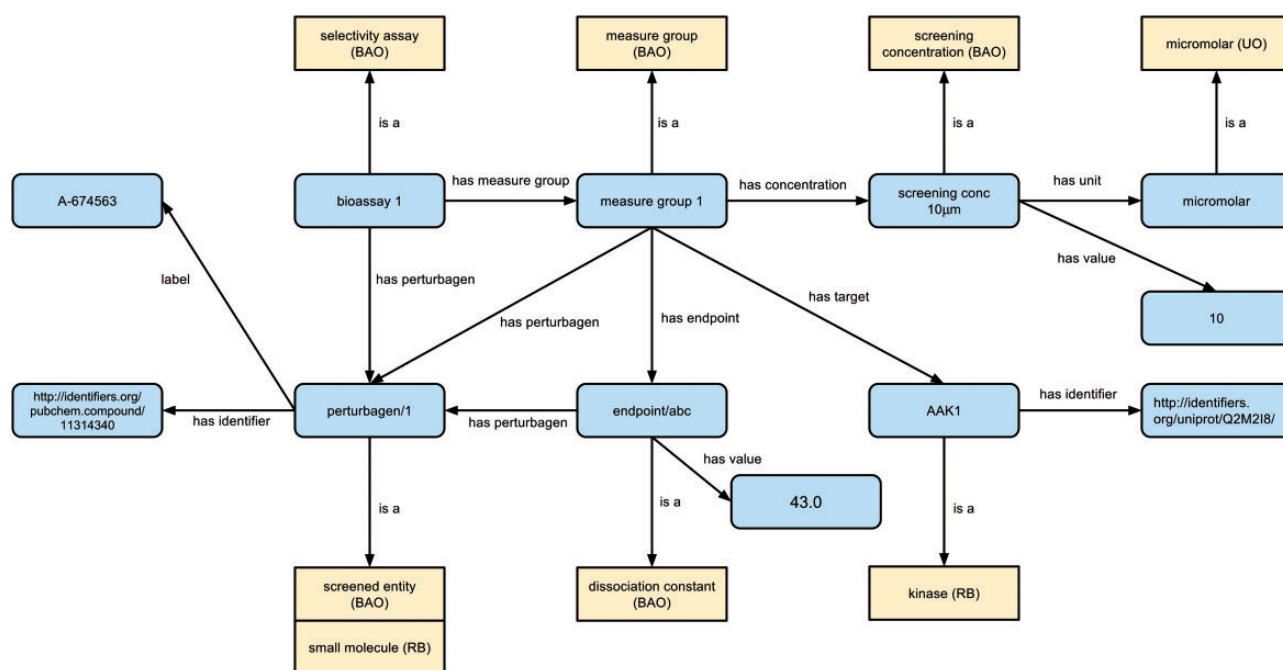 selectivity assay
(BAO)
measure group
(BAO)
screening
concentration (BAO)
micromolar (UO)
is a
is a
is a
is a
A-674563
bioassay 1
has measure group
measure group 1
has concentration
screening conc
10µm
has unit
micromolar
label
has perturbagen
has perturbagen
has endpoint
has target
has value
10
http://identifiers.org/
pubchem.compound/
11314340
has identifier
perturbagen/1
has perturbagen
endpoint/abc
AAK1
has identifier
http://identifiers.
org/uniprot/Q2M2I8/
has value
43.0
is a
is a
is a
screened entity
(BAO)
small molecule (RB)
dissociation constant
(BAO)
kinase (RB)